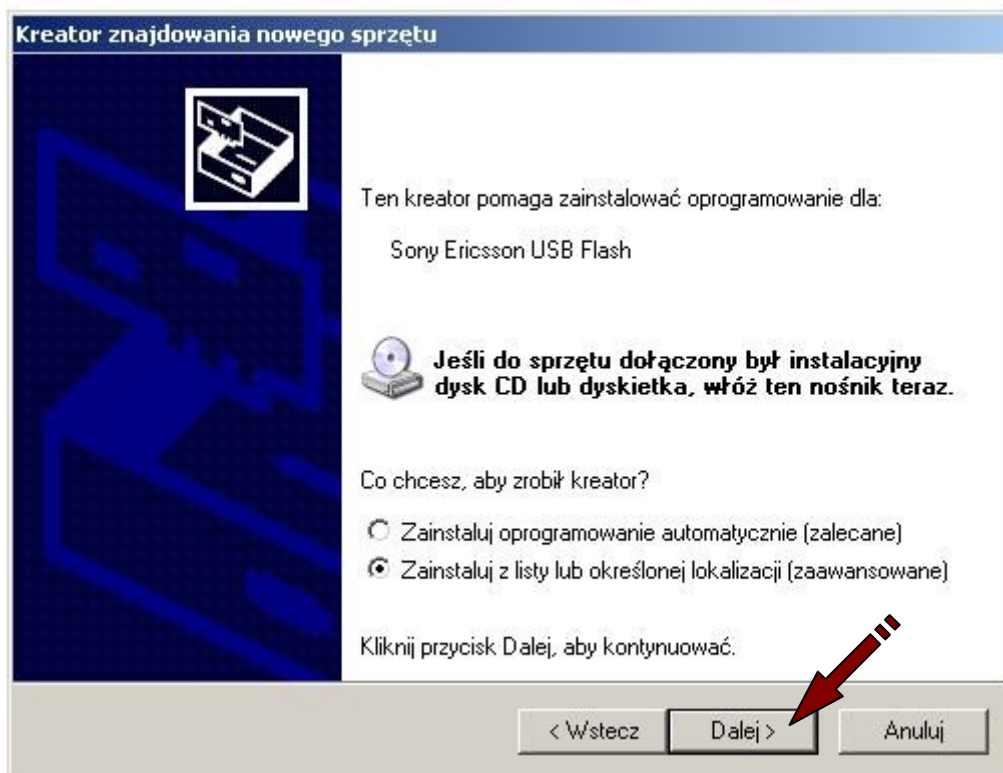 Kreator znajdowania nowego sprzętu
Ten kreator pomaga zainstalować oprogramowanie dla:
Sony Ericsson USB Flash
Jeśli do sprzętu dołączony był instalacyjny
dysk CD lub dyskietka, włóż ten nośnik teraz.
Co chcesz, aby zrobił kreator?
Zainstaluj oprogramowanie automatycznie (zalecane)
Zainstaluj z listy lub określonej lokalizacji (zaawansowane)
Kliknij przycisk Dalej, aby kontynuować.
< Wstecz
Dalej >
Anuluj